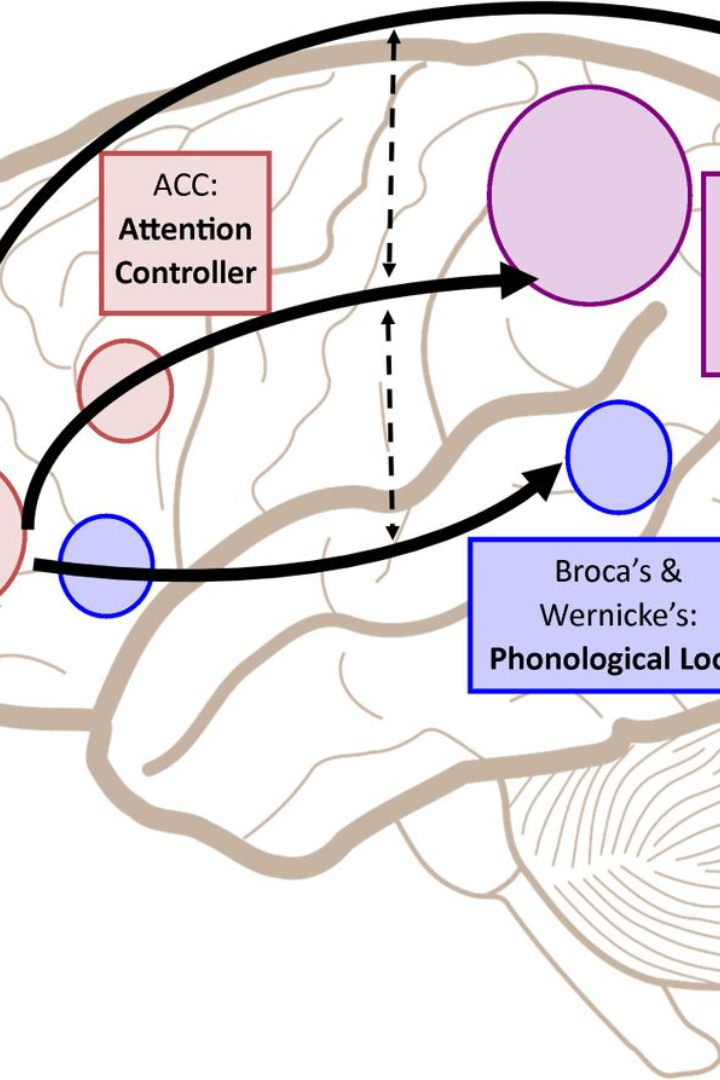 ACC:
Attention
Controller
Broca's &
Wernicke's:
Phonological